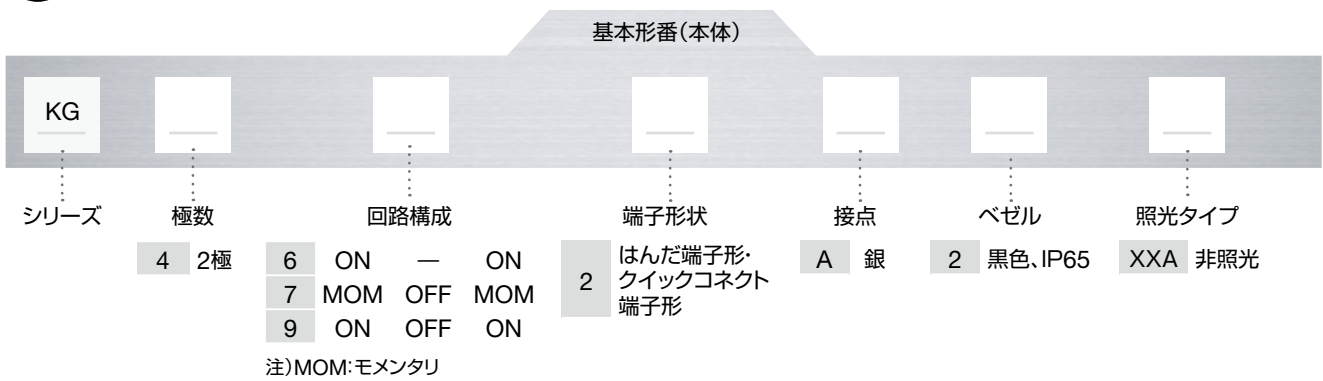 基本形番(本体)
KG
シリーズ 極数 回路構成 端子形状 接点 ベゼル 照光タイプ
4 2極 6 ON — ON 2 はんだ端子形・クイックコネクト端子形 A 銀 2 黒色、IP65 XXA 非照光
7 MOM OFF MOM
9 ON OFF ON
注)MOM:モメンタリ